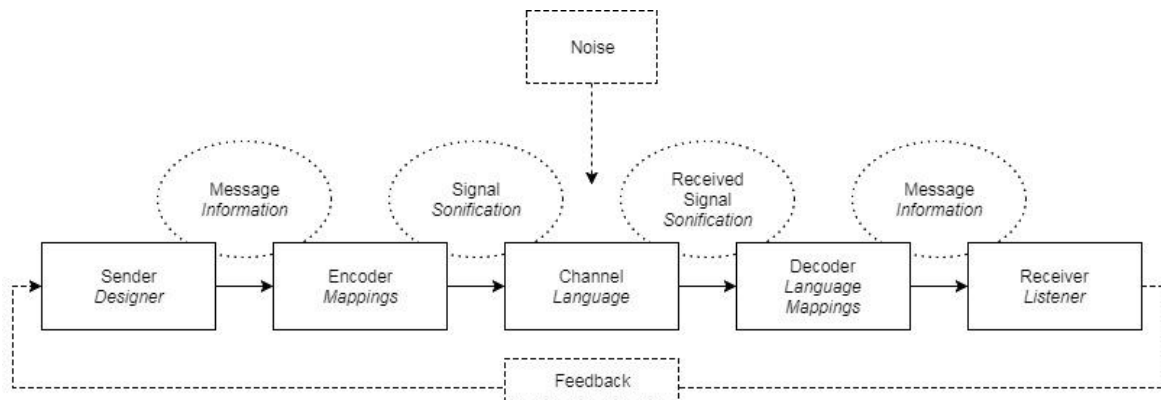 Noise
Message
Information
Signal
Sonification
Received
Signal
Sonification
Message
Information
Sender
Designer
Encoder
Mappings
Channel
Language
Decoder
Language
Mappings
Receiver
Listener
Feedback